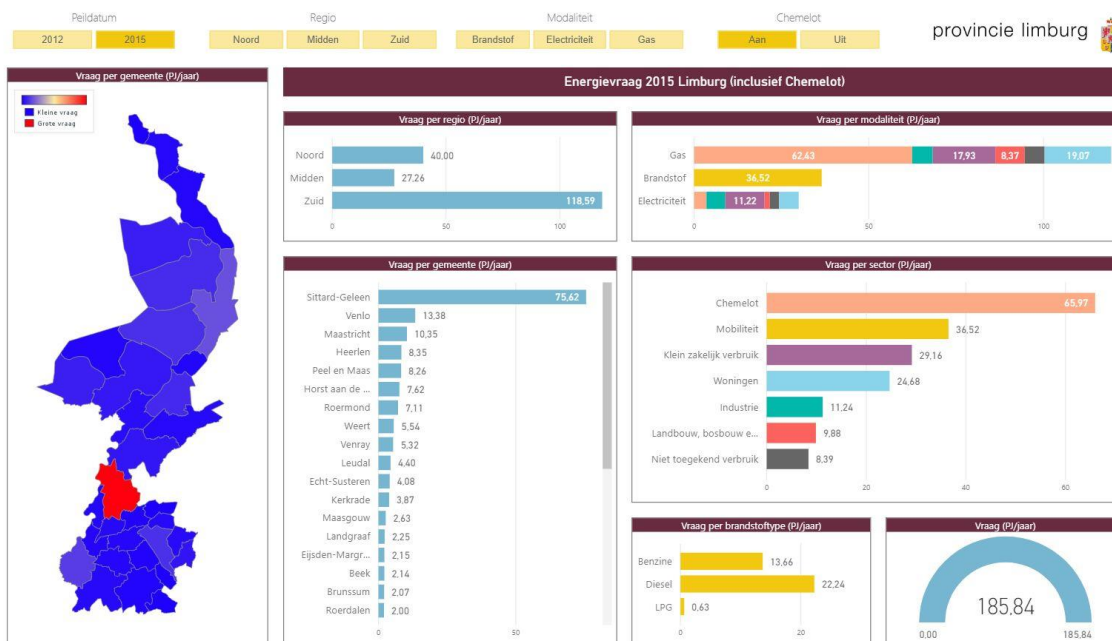 Peildatum
Regio
Modaliteit
Chemelot
2012
2015
Noord
Midden
Zuid
Brandstof
Electriciteit
Gas
Aan
Uit
provincie limburg
Vraag per gemeente (PJ/jaar)
Kleine vraag
Grote vraag
Energievraag 2015 Limburg (inclusief Chemelot)
Vraag per regio (PJ/jaar)
Noord 40,00
Midden 27,26
Zuid 118,59
0 50 100
Vraag per modaliteit (PJ/jaar)
Gas 62,43 17,93 8,37 19,07
Brandstof 36,52
Electriciteit 11,22
0 50 100
Vraag per gemeente (PJ/jaar)
Sittard-Geleen 75,62
Venlo 13,38
Maastricht 10,35
Heerlen 8,35
Peel en Maas 8,26
Horst aan de ... 7,62
Roermond 7,11
Weert 5,54
Venray 5,32
Leudal 4,40
Echt-Susteren 4,08
Kerkrade 3,87
Maasgouw 2,63
Landgraaf 2,25
Eijsden-Margr... 2,15
Beek 2,14
Brunssum 2,07
Roerdalen 2,00
0 50
Vraag per sector (PJ/jaar)
Chemelot 65,97
Mobiliteit 36,52
Klein zakelijk verbruik 29,16
Woningen 24,68
Industrie 11,24
Landbouw, bosbouw e... 9,88
Niet toegekend verbruik 8,39
0 20 40 60
Vraag per brandstoftype (PJ/jaar)
Benzine 13,66
Diesel 22,24
LPG 0,63
0 20
Vraag (PJ/jaar)
185,84
0,00 185,84